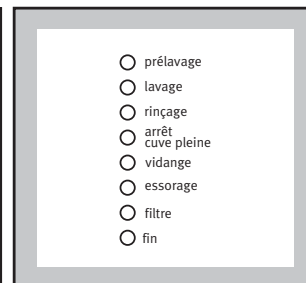 prélavage
lavage
rinçage
arrêt
cuve pleine
vidange
essorage
filtre
fin